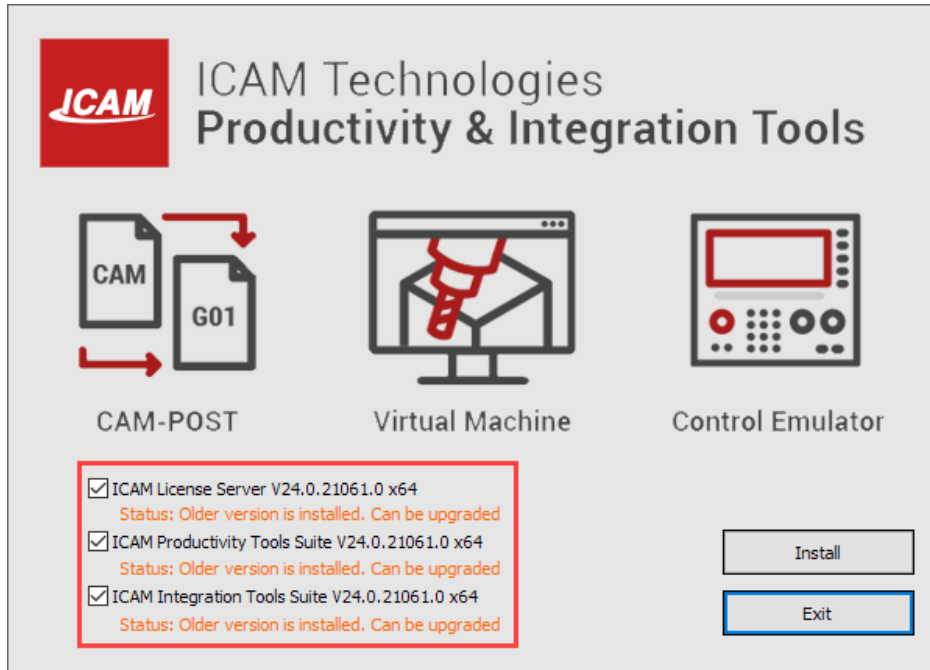 ICAM
ICAM Technologies
Productivity & Integration Tools
CAM
G01
CAM-POST
Virtual Machine
Control Emulator
ICAM License Server V24.0.21061.0 x64
Status: Older version is installed. Can be upgraded
ICAM Productivity Tools Suite V24.0.21061.0 x64
Status: Older version is installed. Can be upgraded
ICAM Integration Tools Suite V24.0.21061.0 x64
Status: Older version is installed. Can be upgraded
Install
Exit